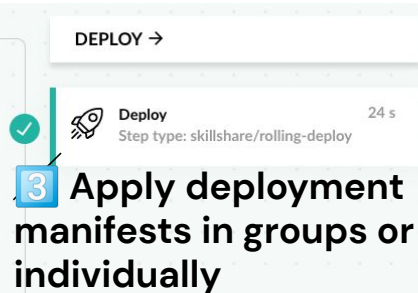 DEPLOY →
Deploy 24 s
Step type: skillshare/rolling-deploy
3️⃣ Apply deployment
manifests in groups or
individually